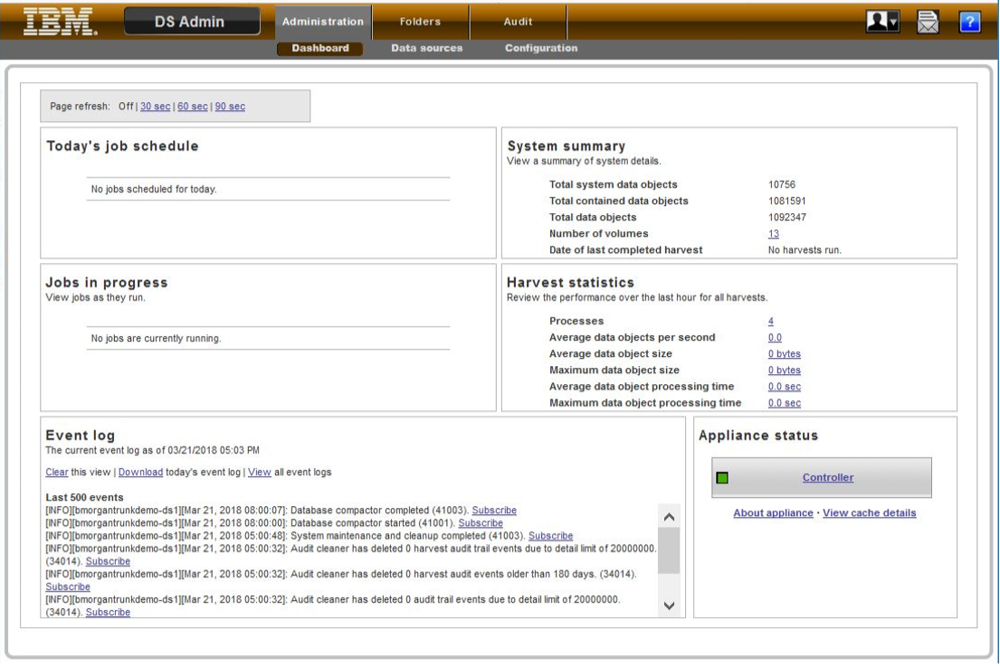 IBM.
DS Admin
Administration
Folders
Audit
Dashboard
Data sources
Configuration
?
Page refresh: Off | 30 sec | 60 sec | 90 sec
Today's job schedule
No jobs scheduled for today.
System summary
View a summary of system details.
Total system data objects 10756
Total contained data objects 1081591
Total data objects 1092347
Number of volumes 13
Date of last completed harvest No harvests run.
Jobs in progress
View jobs as they run.
No jobs are currently running.
Harvest statistics
Review the performance over the last hour for all harvests.
Processes 4
Average data objects per second 0.0
Average data object size 0 bytes
Maximum data object size 0 bytes
Average data object processing time 0.0 sec
Maximum data object processing time 0.0 sec
Event log
The current event log as of 03/21/2018 05:03 PM
Clear this view | Download today's event log | View all event logs
Last 500 events
[INFO][bmorgantrunkdemo-ds1][Mar 21, 2018 08:00:07]: Database compactor completed (41003). Subscribe
[INFO][bmorgantrunkdemo-ds1][Mar 21, 2018 08:00:00]: Database compactor started (41001). Subscribe
[INFO][bmorgantrunkdemo-ds1][Mar 21, 2018 05:00:48]: System maintenance and cleanup completed (41003). Subscribe
[INFO][bmorgantrunkdemo-ds1][Mar 21, 2018 05:00:32]: Audit cleaner has deleted 0 harvest audit trail events due to detail limit of 20000000.
(34014). Subscribe
[INFO][bmorgantrunkdemo-ds1][Mar 21, 2018 05:00:32]: Audit cleaner has deleted 0 harvest audit events older than 180 days. (34014).
Subscribe
[INFO][bmorgantrunkdemo-ds1][Mar 21, 2018 05:00:32]: Audit cleaner has deleted 0 audit trail events due to detail limit of 20000000.
(34014). Subscribe
Appliance status
Controller
About appliance · View cache details